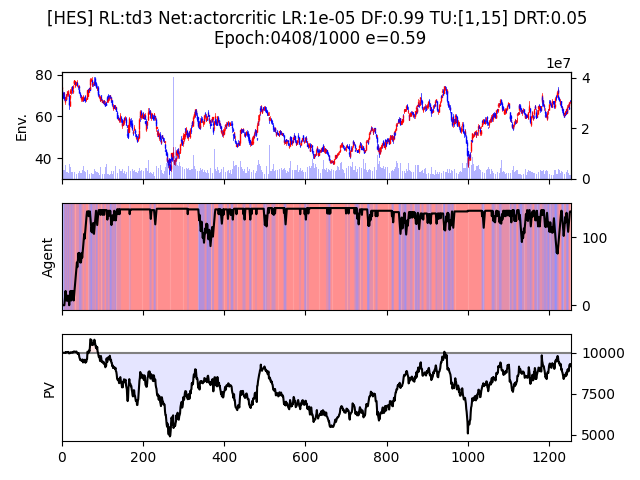 [HES] RL:td3 Net:actorcritic LR:1e-05 DF:0.99 TU:[1,15] DRT:0.05
Epoch:0408/1000 e=0.59
1e7
80
60
40
Env.
4
2
0
Agent
100
0
PV
10000
7500
5000
0 200 400 600 800 1000 1200